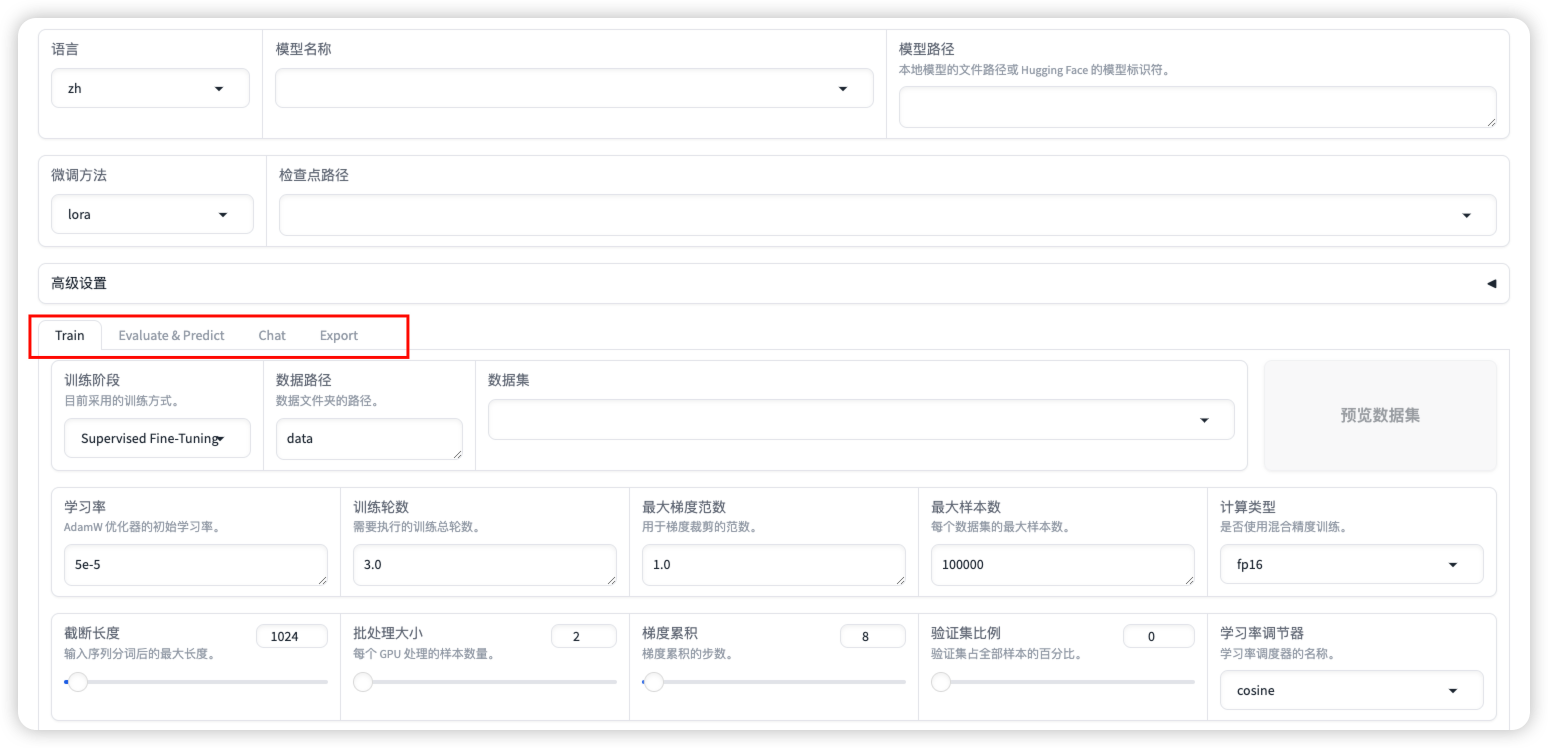 语言
模型名称
模型路径
本地模型的文件路径或 Hugging Face 的模型标识符。
zh
微调方法
检查点路径
lora
高级设置
Train
Evaluate & Predict
Chat
Export
训练阶段
目前采用的训练方式。
Supervised Fine-Tuning
数据路径
数据文件夹的路径。
data
数据集
预览数据集
学习率
AdamW 优化器的初始学习率。
5e-5
训练轮数
需要执行的训练总轮数。
3.0
最大梯度范数
用于梯度裁剪的范数。
1.0
最大样本数
每个数据集的最大样本数。
100000
计算类型
是否使用混合精度训练。
fp16
截断长度
1024
输入序列分词后的最大长度。
批处理大小
2
每个 GPU 处理的样本数量。
梯度累积
8
梯度累积的步数。
验证集比例
0
验证集占全部样本的百分比。
学习率调节器
学习率调度器的名称。
cosine